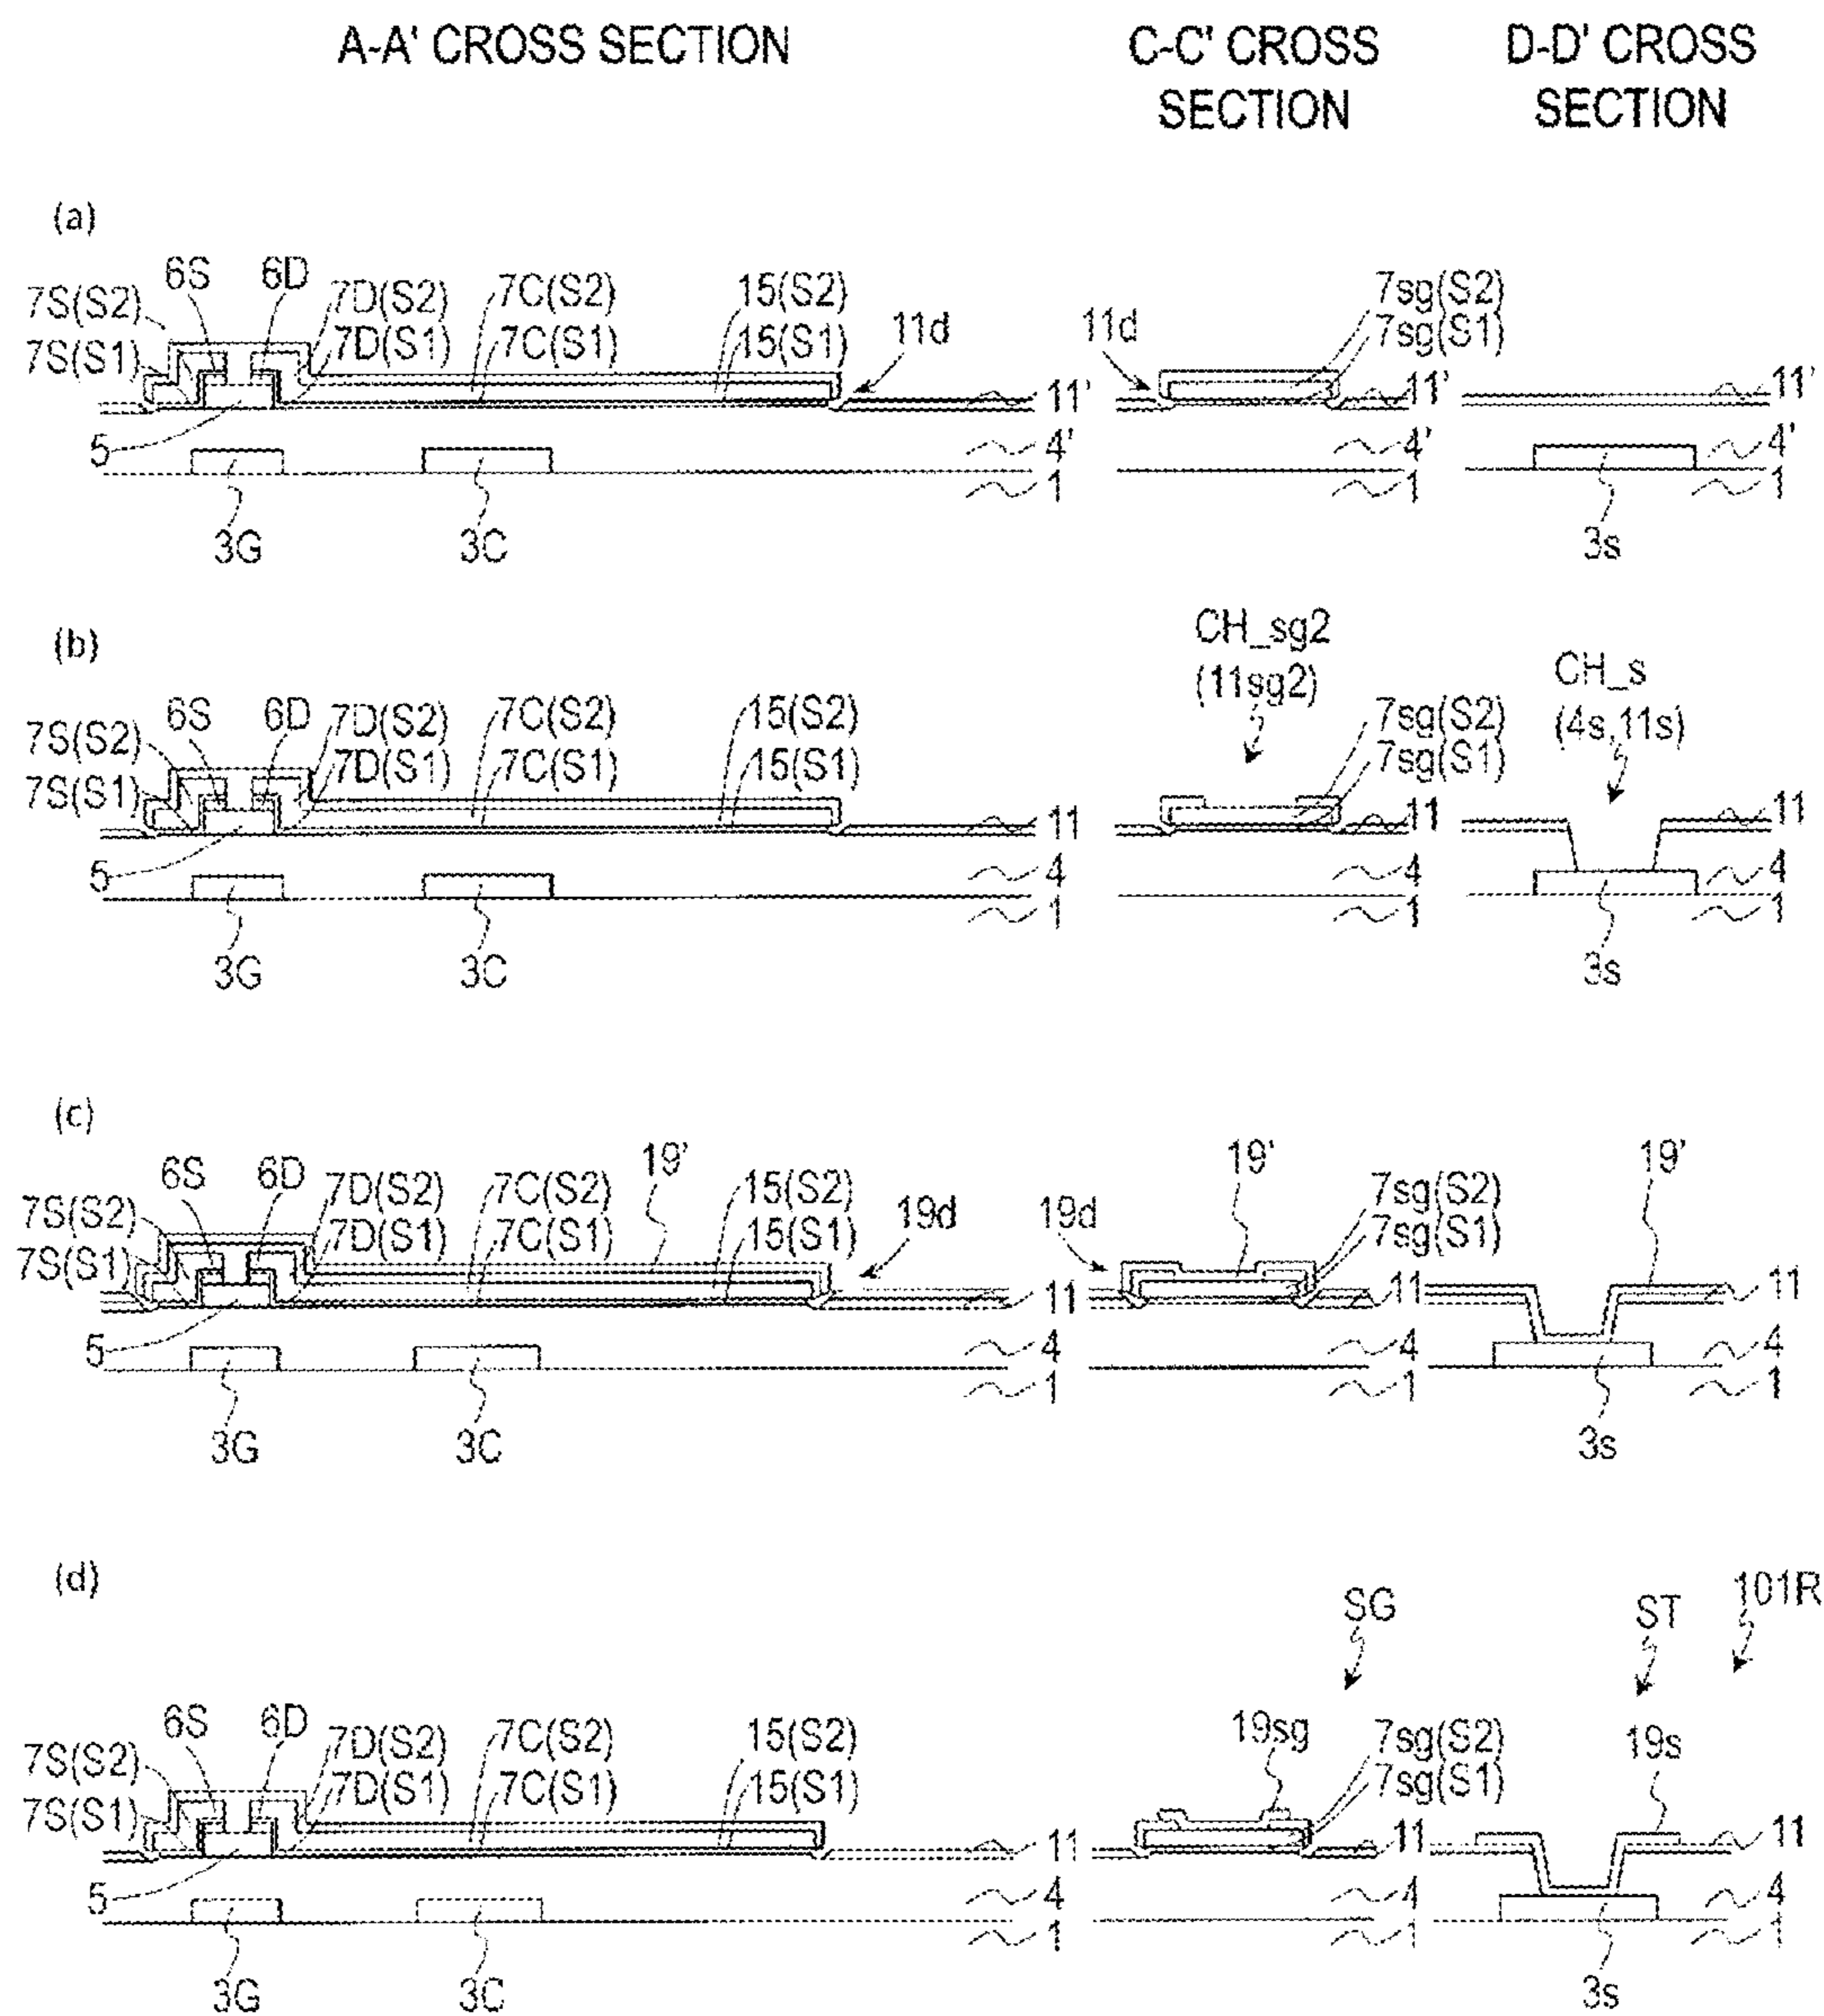 A-A' CROSS SECTION
C-C' CROSS
SECTION
D-D' CROSS
SECTION
(a)
6S
6D
7S(S2)
7S(S1)
7D(S2)
7D(S1)
7C(S2)
7C(S1)
15(S2)
15(S1)
11d
11d
7sg(S2)
7sg(S1)
11'
11'
11'
5
4'
4'
4'
1
1
1
3G
3C
3s
(b)
CH_sg2
(11sg2)
CH_s
(4s,11s)
6S
6D
7S(S2)
7S(S1)
7D(S2)
7D(S1)
7C(S2)
7C(S1)
15(S2)
15(S1)
7sg(S2)
7sg(S1)
11
11
11
5
4
4
4
1
1
1
3G
3C
3s
(c)
6S
6D
7S(S2)
7S(S1)
7D(S2)
7D(S1)
7C(S2)
7C(S1)
19'
15(S2)
15(S1)
19d
19d
19'
7sg(S2)
7sg(S1)
19'
11
11
11
5
4
4
4
1
1
1
3G
3C
3s
(d)
SG
ST
101R
6S
6D
7S(S2)
7S(S1)
7D(S2)
7D(S1)
7C(S2)
7C(S1)
15(S2)
15(S1)
19sg
7sg(S2)
7sg(S1)
19s
11
11
11
5
4
4
4
1
1
1
3G
3C
3s